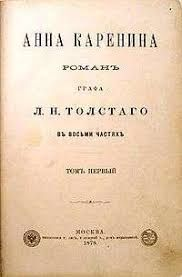 АННА КАРЕНИНА
РОМАНЪ
ГРАФА
Л. Н. ТОЛСТАГО
ВЪ ВОСЬМИ ЧАСТЯХЪ
ТОМЪ ПЕРВЫЙ
МОСКВА.
1878.